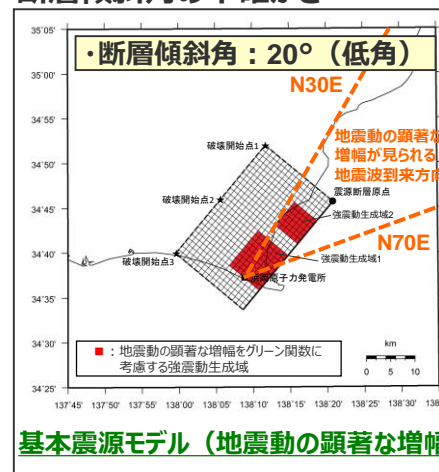 ・断層傾斜角：20°（低角）
N30E
地震動の顕著な
増幅が見られる
地震波到来方向
N70E
破壊開始点1
破壊開始点2
破壊開始点3
震源断層原点
強震動生成域2
強震動生成域1
浜岡原子力発電所
■：地震動の顕著な増幅をグリーン関数に
考慮する強震動生成域
km
0 5 10
35°05'
35°00'
34°55'
34°50'
34°45'
34°40'
34°35'
34°30'
34°25'
137°45' 137°50' 137°55' 138°00' 138°05' 138°10' 138°15' 138°20' 138°25' 138°30'
基本震源モデル（地震動の顕著な増幅